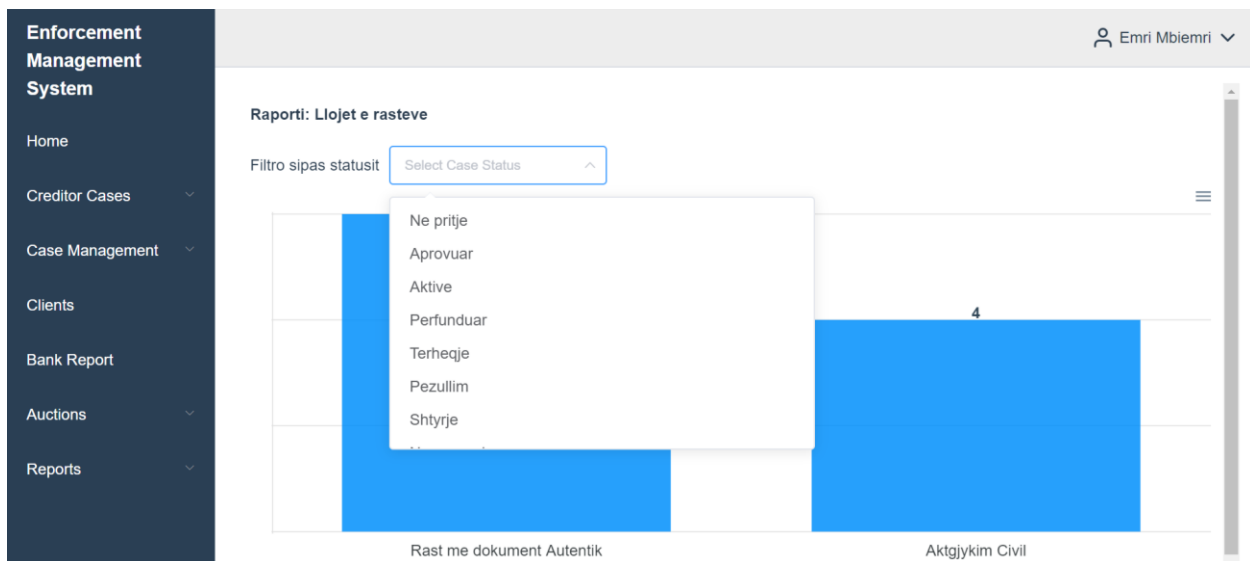 Enforcement
Management
System
Emri Mbiemri
Home
Creditor Cases
Case Management
Clients
Bank Report
Auctions
Reports
Raporti: Llojet e rasteve
Filtro sipas statusit
Select Case Status
Ne pritje
Aprovuar
Aktive
Perfunduar
Terheqje
Pezullim
Shtyrje
4
Rast me dokument Autentik
Aktgjykim Civil